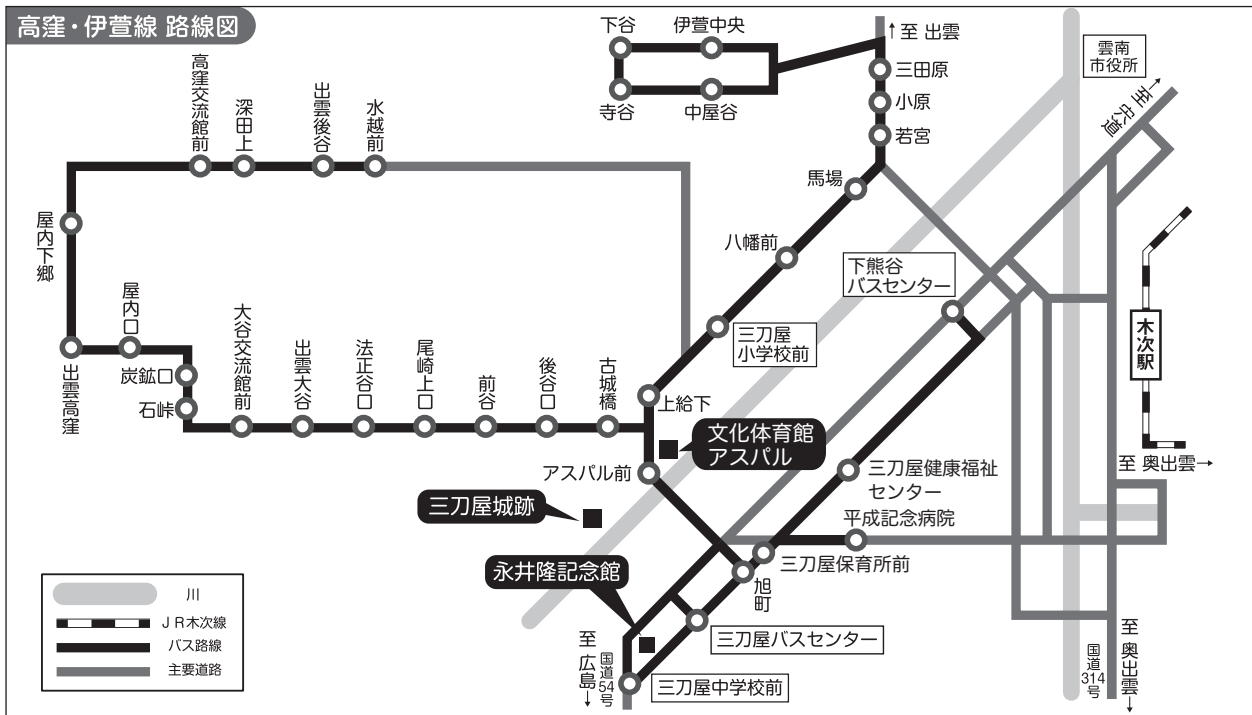 高窪・伊萱線 路線図
下谷
伊萱中央
寺谷
中屋谷
↑至 出雲
三田原
小原
若宮
馬場
八幡前
三刀屋
小学校前
上給下
アスパル前
高窪交流館前
深田上
出雲後谷
水越前
屋内下郷
出雲高窪
屋内口
炭鉱口
石峠
大谷交流館前
出雲大谷
法正谷口
尾崎上口
前谷
後谷口
古城橋
雲南
市役所
←至 宍道
下熊谷
バスセンター
木次駅
至 奥出雲→
文化体育館
アスパル
三刀屋城跡
永井隆記念館
三刀屋健康福祉
センター
平成記念病院
三刀屋保育所前
旭町
三刀屋バスセンター
三刀屋中学校前
至 広島→
国道54号
国道314号
至 奥出雲→
川
JR木次線
バス路線
主要道路